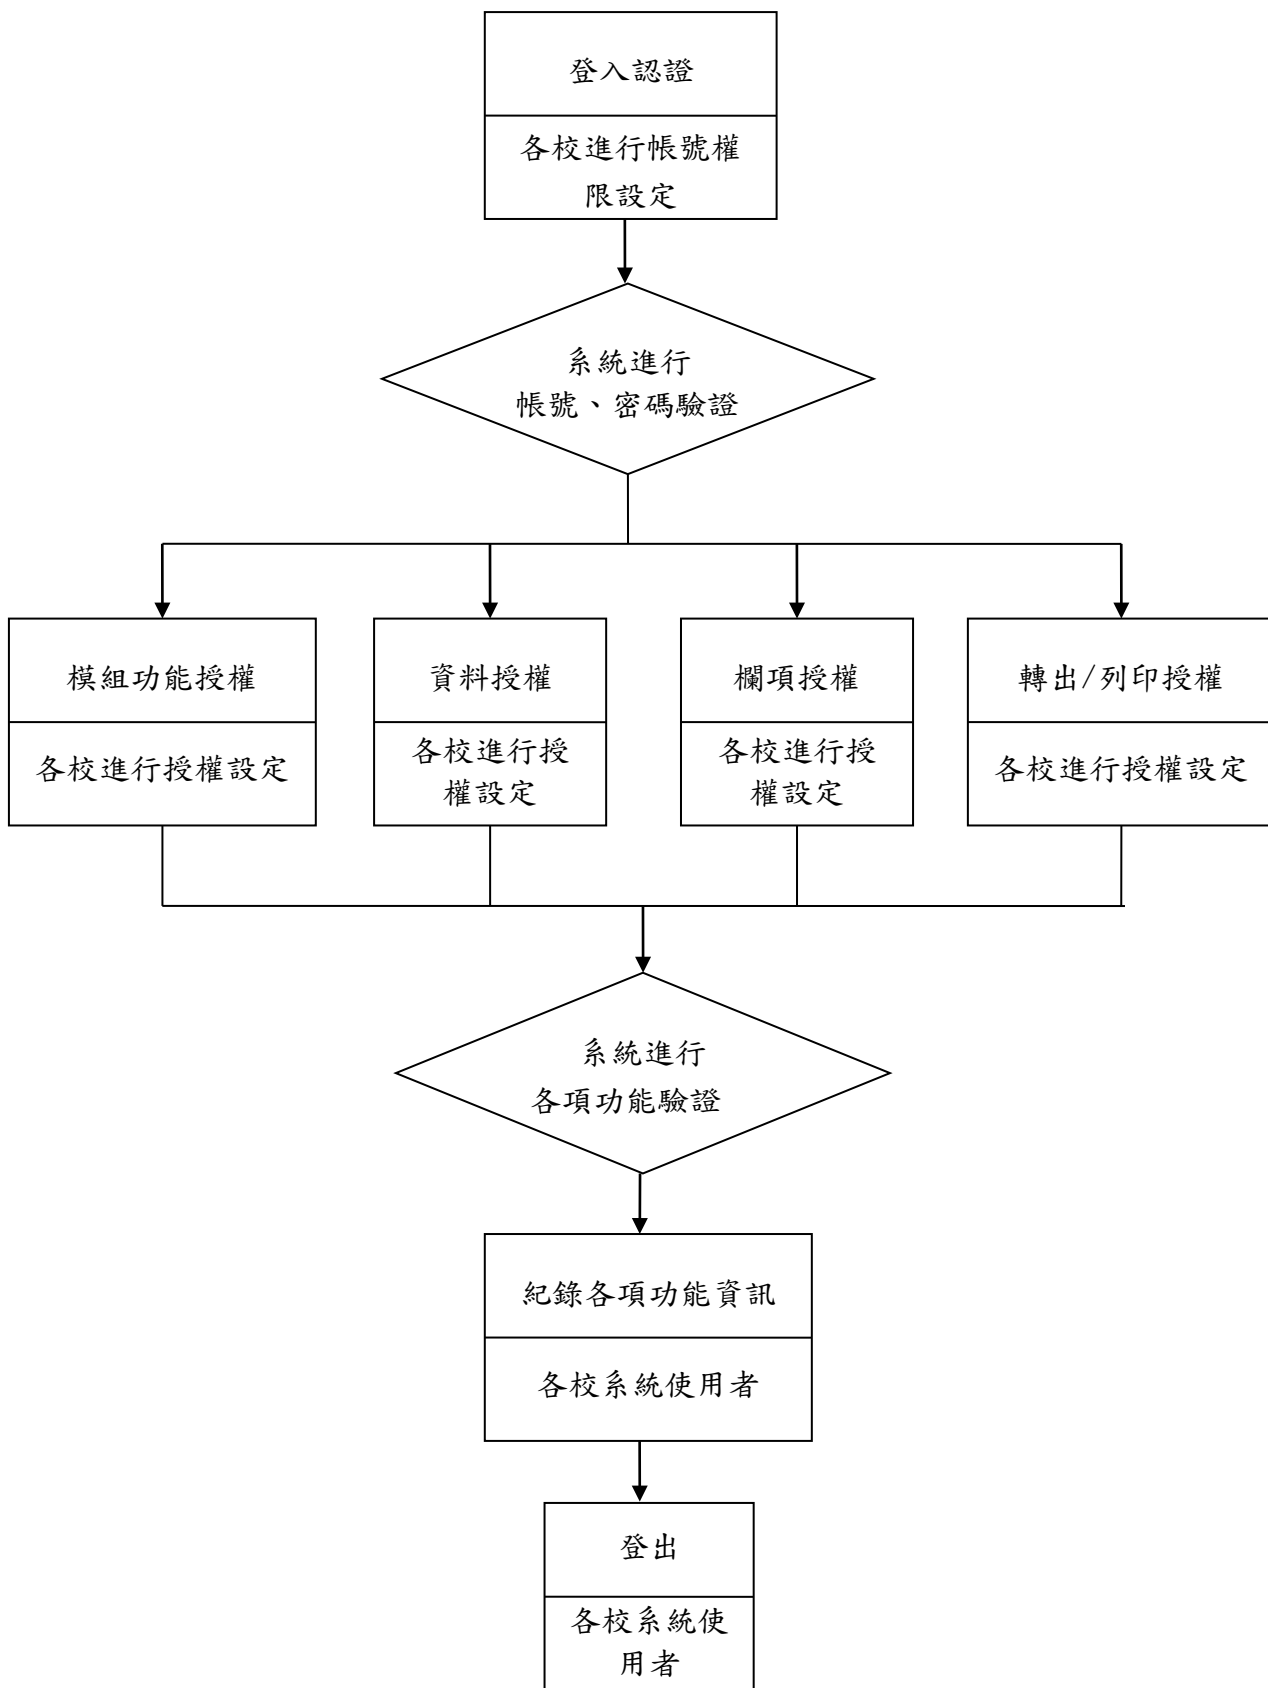 登入認證
各校進行帳號權
限設定
系統進行
帳號、密碼驗證
模組功能授權
各校進行授權設定
資料授權
各校進行授
權設定
欄項授權
各校進行授
權設定
轉出/列印授權
各校進行授權設定
系統進行
各項功能驗證
紀錄各項功能資訊
各校系統使用者
登出
各校系統使
用者